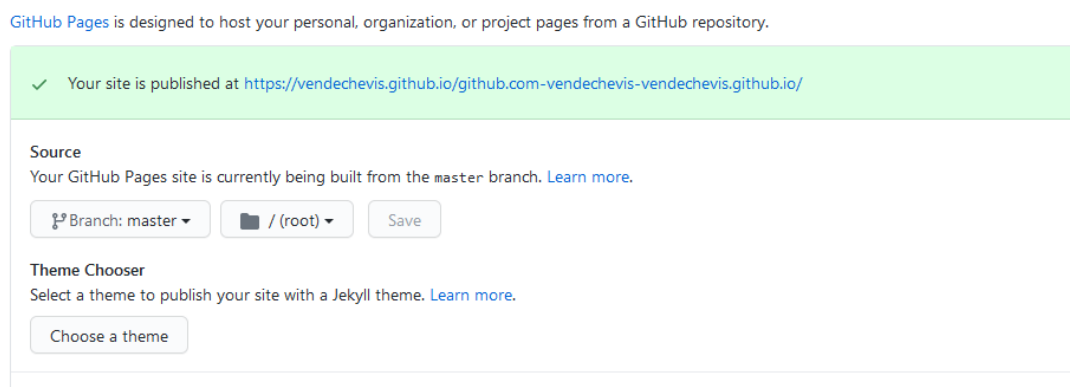 GitHub Pages is designed to host your personal, organization, or project pages from a GitHub repository.
Your site is published at https://vendechevis.github.io/github.com-vendechevis-vendechevis.github.io/
Source
Your GitHub Pages site is currently being built from the master branch. Learn more.
Branch: master / (root) Save
Theme Chooser
Select a theme to publish your site with a Jekyll theme. Learn more.
Choose a theme